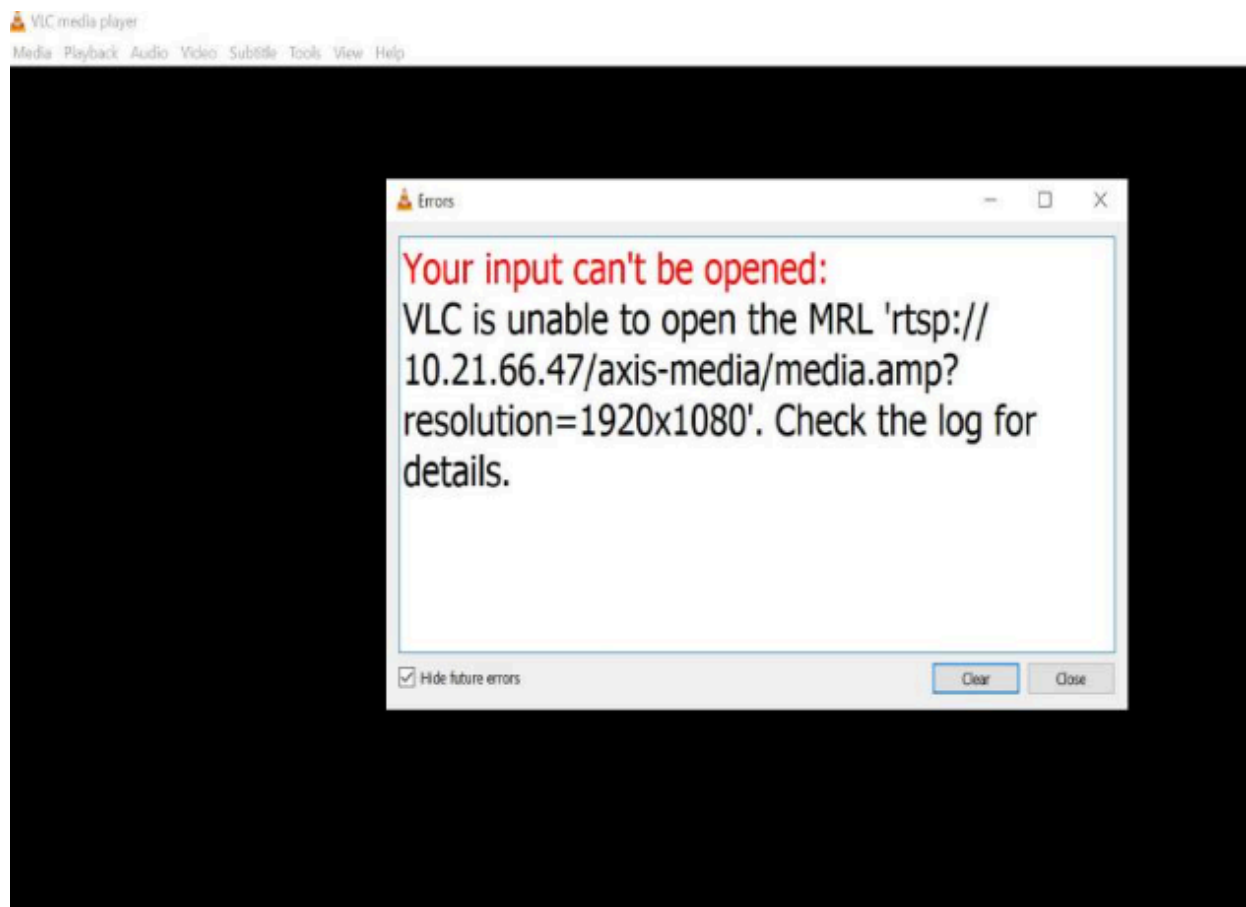 VLC media player
Media Playback Audio Video Subtitle Tools View Help
Errors
Your input can't be opened:
VLC is unable to open the MRL 'rtsp://
10.21.66.47/axis-media/media.amp?
resolution=1920x1080'. Check the log for
details.
Hide future errors
Clear Close